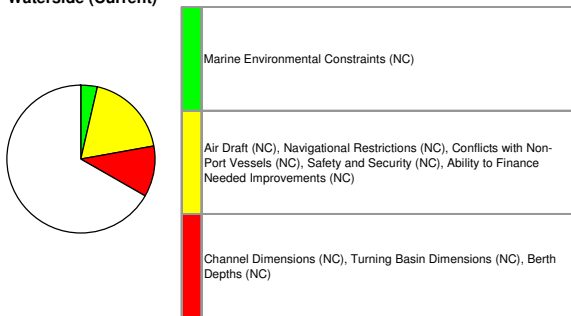 Waterside (Current)
Marine Environmental Constraints (NC)
Air Draft (NC), Navigational Restrictions (NC), Conflicts with Non-
Port Vessels (NC), Safety and Security (NC), Ability to Finance
Needed Improvements (NC)
Channel Dimensions (NC), Turning Basin Dimensions (NC), Berth
Depths (NC)